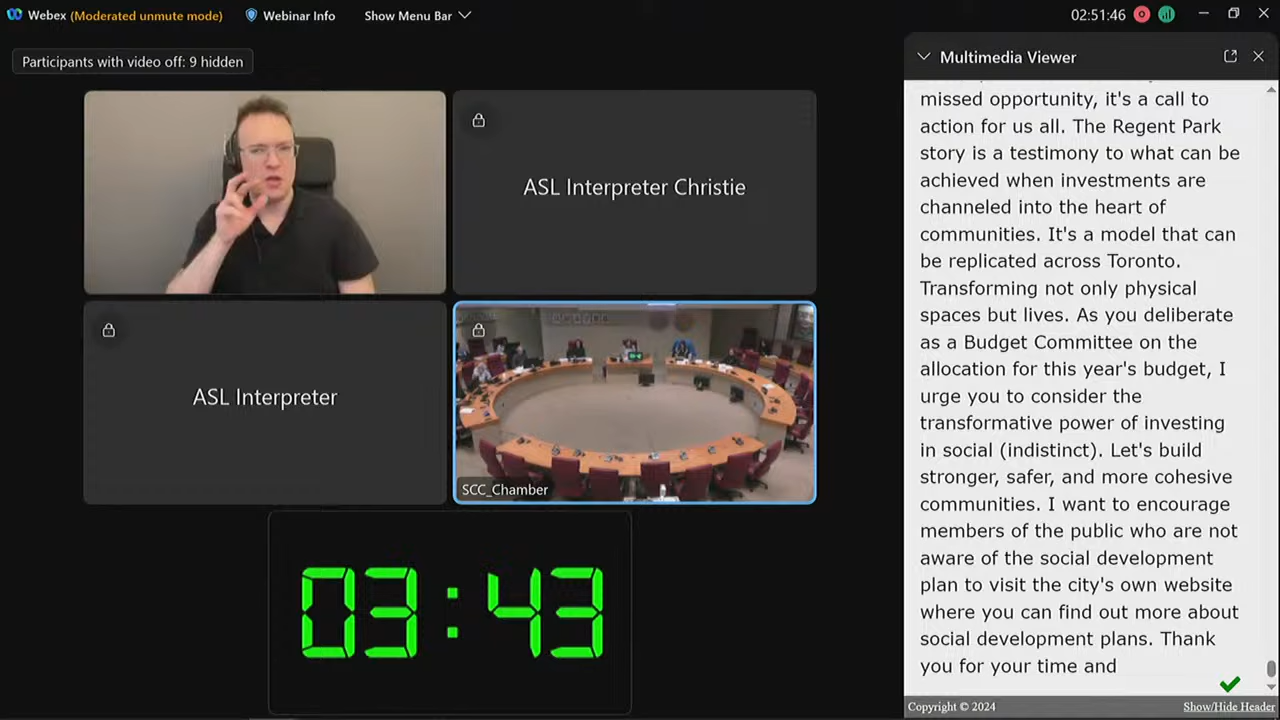 Webex (Moderated unmute mode) Webinar Info Show Menu Bar 02:51:46
Participants with video off: 9 hidden
ASL Interpreter Christie
ASL Interpreter
SCC_Chamber
03:43
Multimedia Viewer
missed opportunity, it's a call to
action for us all. The Regent Park
story is a testimony to what can be
achieved when investments are
channeled into the heart of
communities. It's a model that can
be replicated across Toronto.
Transforming not only physical
spaces but lives. As you deliberate
as a Budget Committee on the
allocation for this year's budget, I
urge you to consider the
transformative power of investing
in social (indistinct). Let's build
stronger, safer, and more cohesive
communities. I want to encourage
members of the public who are not
aware of the social development
plan to visit the city's own website
where you can find out more about
social development plans. Thank
you for your time and
Copyright © 2024 Show/Hide Header